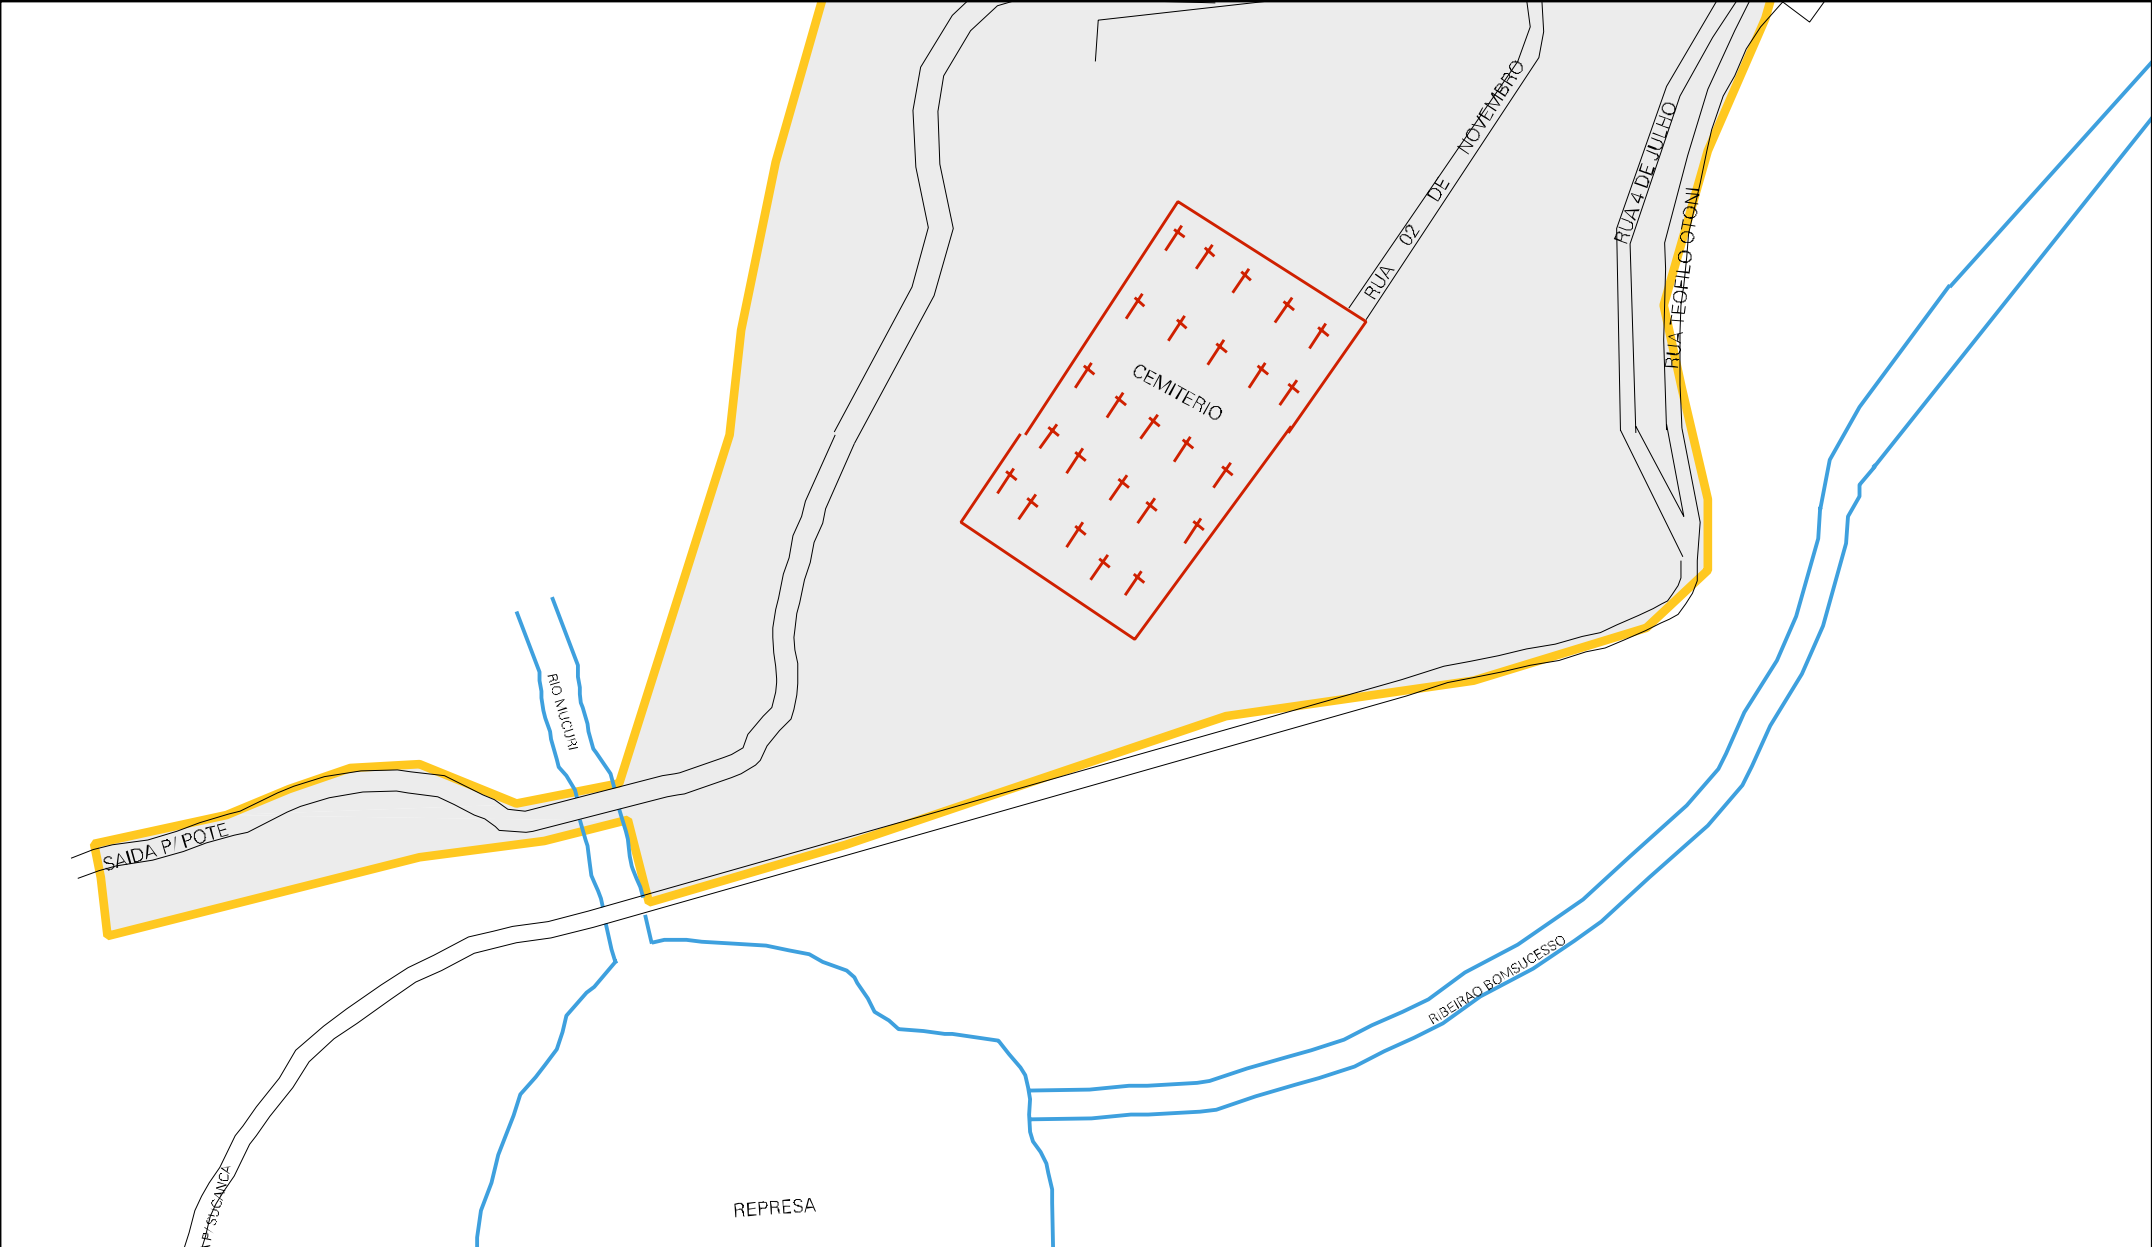 RUA 02 DE NOVEMBRO
RUA 4 DE JULHO
RUA TEOFILO OTONI
CEMITERIO
RIO MUCURI
SAIDA P/ POTE
RIBEIRAO BOMSUCESSO
P/SUCANCA
REPRESA